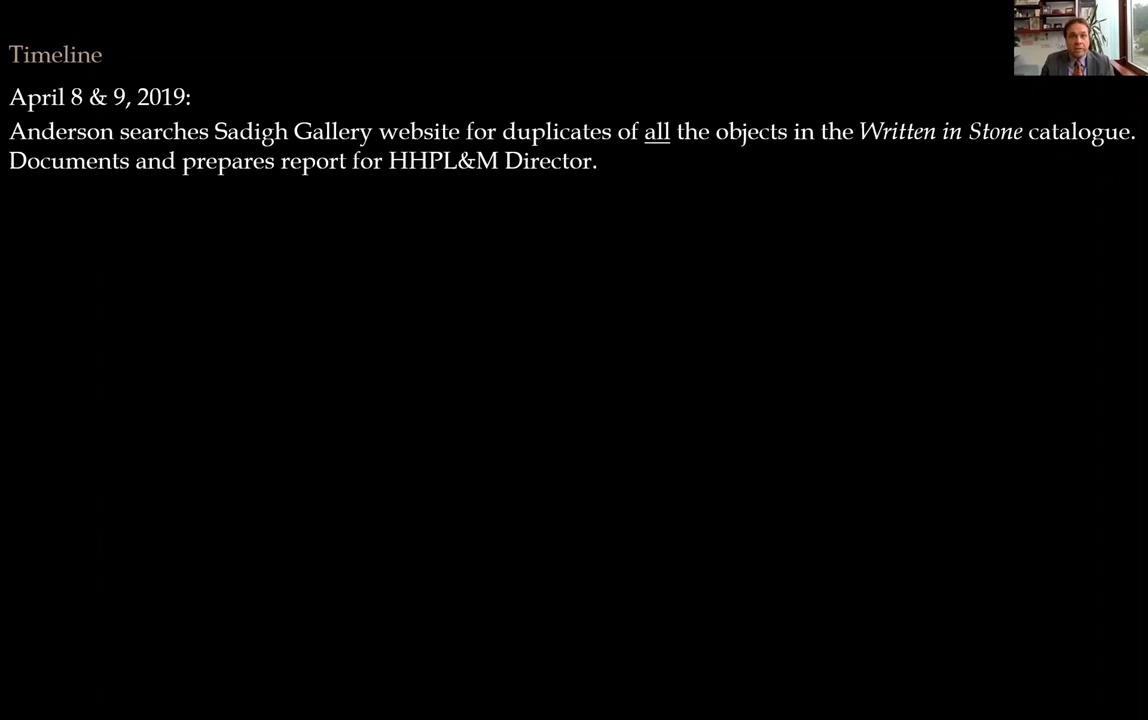 Timeline
April 8 & 9, 2019:
Anderson searches Sadigh Gallery website for duplicates of all the objects in the Written in Stone catalogue.
Documents and prepares report for HHPL&M Director.